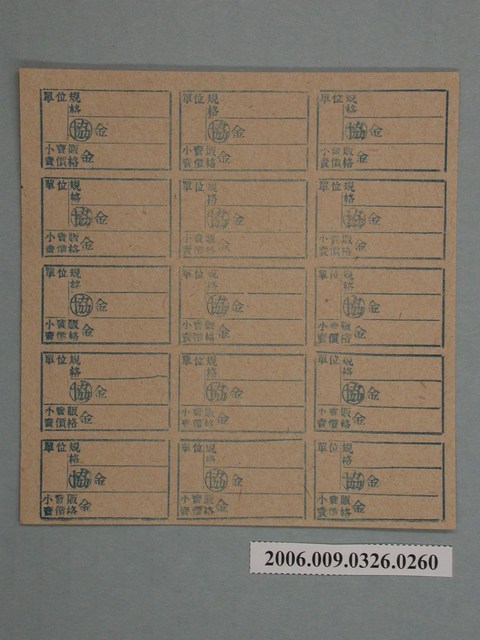 單位規 單位規 單位規
格 格 格
協 金 協 金 協 金
小賣販 小賣販 小賣販
賣價格 金 賣價格 金 賣價格 金
單位規 單位規 單位規
格 格 格
協 金 協 金 協 金
小賣販 小賣販 小賣販
賣價格 金 賣價格 金 賣價格 金
單位規 單位規 單位規
格 格 格
協 金 協 金 協 金
小賣販 小賣販 小賣販
賣價格 金 賣價格 金 賣價格 金
單位規 單位規 單位規
格 格 格
協 金 協 金 協 金
小賣販 小賣販 小賣販
賣價格 金 賣價格 金 賣價格 金
單位規 單位規 單位規
格 格 格
協 金 協 金 協 金
小賣販 小賣販 小賣販
賣價格 金 賣價格 金 賣價格 金
2006.009.0326.0260